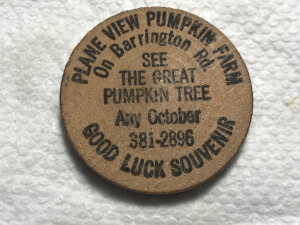 PLANE VIEW PUMPKIN FARM
On Barrington Rd.
SEE
THE GREAT
PUMPKIN TREE
Any October
381-2896
GOOD LUCK SOUVENIR